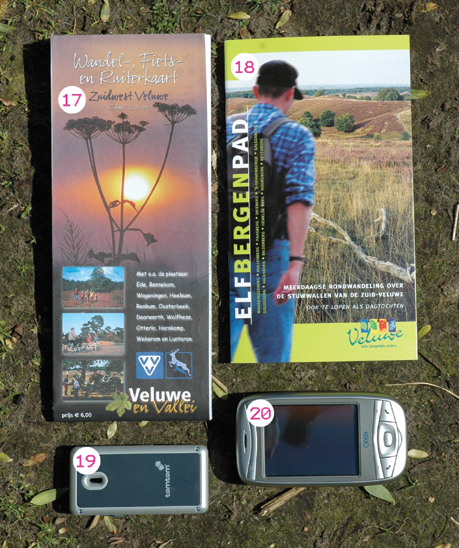 17
Wandel-, Fiets-
en Ruiterkaart
Zuidwest Veluwe
Met o.a. de plaatsen
Ede, Bennekom,
Wageningen, Heelsum,
Renkum, Oosterbeek,
Doorwerth, Wolfheze,
Otterlo, Harskamp,
Wekerom en Lunteren.
VVV
Veluwe
en Vallei
prijs € 6,00
18
ELFBERGENPAD
MEERDAAGSE RONDWANDELING OVER
DE STUWWALLEN VAN DE ZUID-VELUWE
OOK TE LOPEN ALS DAGTOCHTEN
Veluwe
19
tomtom
20